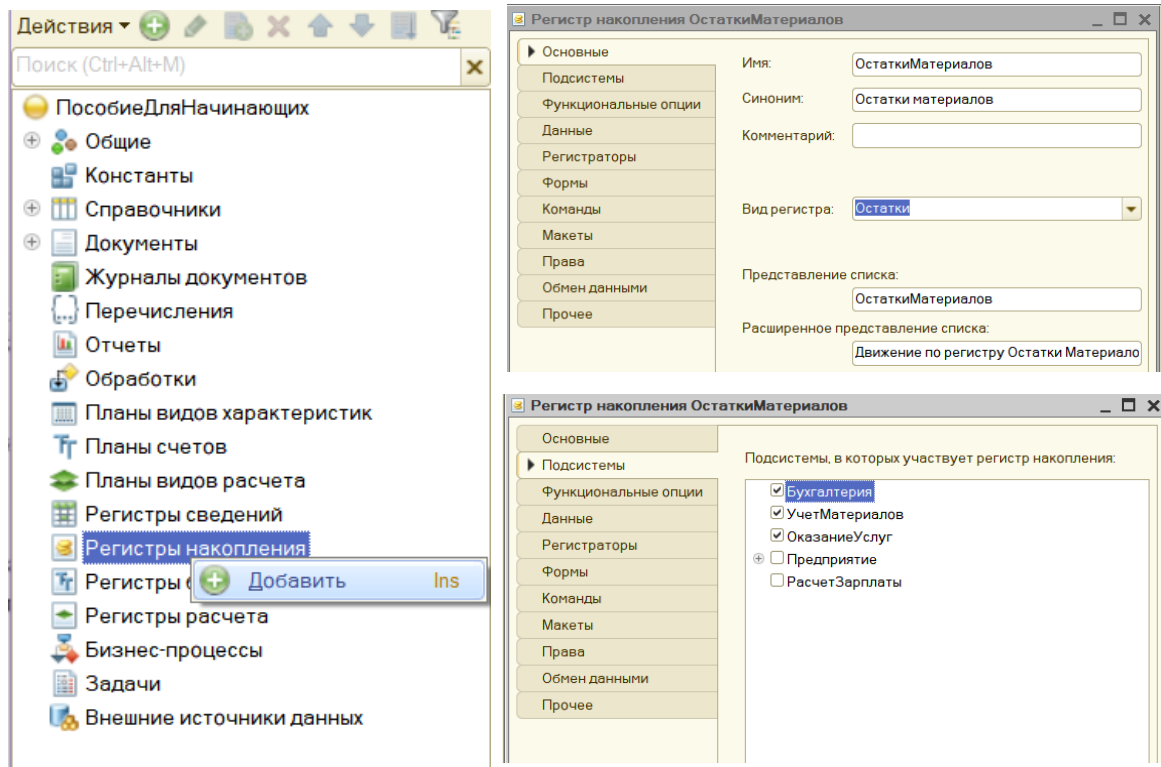 Действия
Поиск (Ctrl+Alt+M)
ПособиеДляНачинающих
Общие
Константы
Справочники
Документы
Журналы документов
Перечисления
Отчеты
Обработки
Планы видов характеристик
Планы счетов
Планы видов расчета
Регистры сведений
Регистры накопления
Регистры
Добавить Ins
Регистры расчета
Бизнес-процессы
Задачи
Внешние источники данных
Регистр накопления ОстаткиМатериалов
Основные
Подсистемы
Функциональные опции
Данные
Регистраторы
Формы
Команды
Макеты
Права
Обмен данными
Прочее
Имя: ОстаткиМатериалов
Синоним: Остатки материалов
Комментарий:
Вид регистра: Остатки
Представление списка:
ОстаткиМатериалов
Расширенное представление списка:
Движение по регистру Остатки Материало
Регистр накопления ОстаткиМатериалов
Основные
Подсистемы
Функциональные опции
Данные
Регистраторы
Формы
Команды
Макеты
Права
Обмен данными
Прочее
Подсистемы, в которых участвует регистр накопления:
Бухгалтерия
УчетМатериалов
ОказаниеУслуг
Предприятие
РасчетЗарплаты